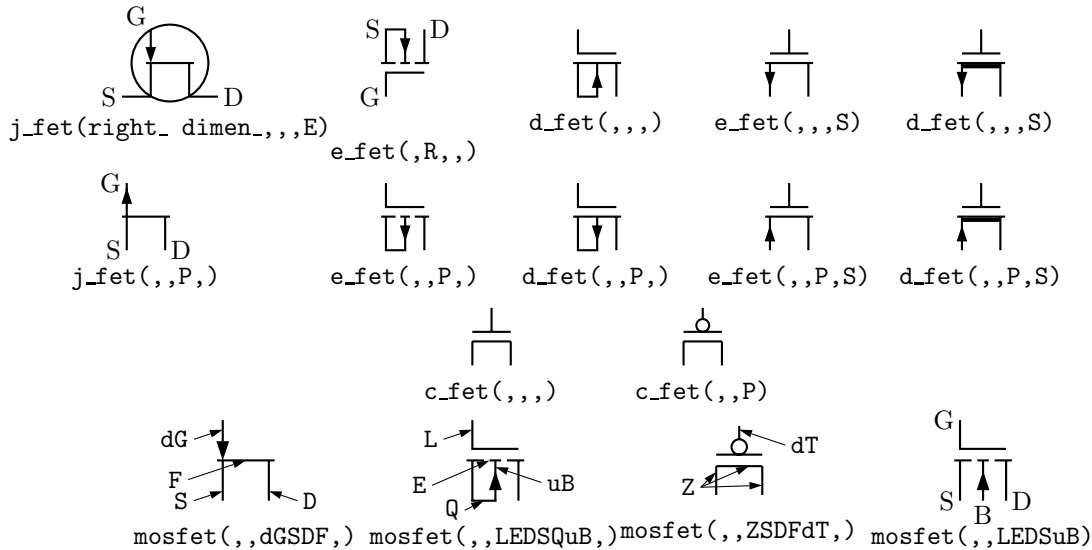 G
S D
j_fet(right_ dimen_,,,E)
S D
G
e_fet(,R,,)
d_fet(,,,)
e_fet(,,,S)
d_fet(,,,S)
G
S D
j_fet(,,P,)
e_fet(,,P,)
d_fet(,,P,)
e_fet(,,P,S)
d_fet(,,P,S)
c_fet(,,,)
c_fet(,,P)
dG
F
S D
mosfet(,,dGSDF,)
L
E uB
Q
mosfet(,,LEDSQuB,)
dT
Z
mosfet(,,ZSDFdT,)
G
S B D
mosfet(,,LEDSuB)